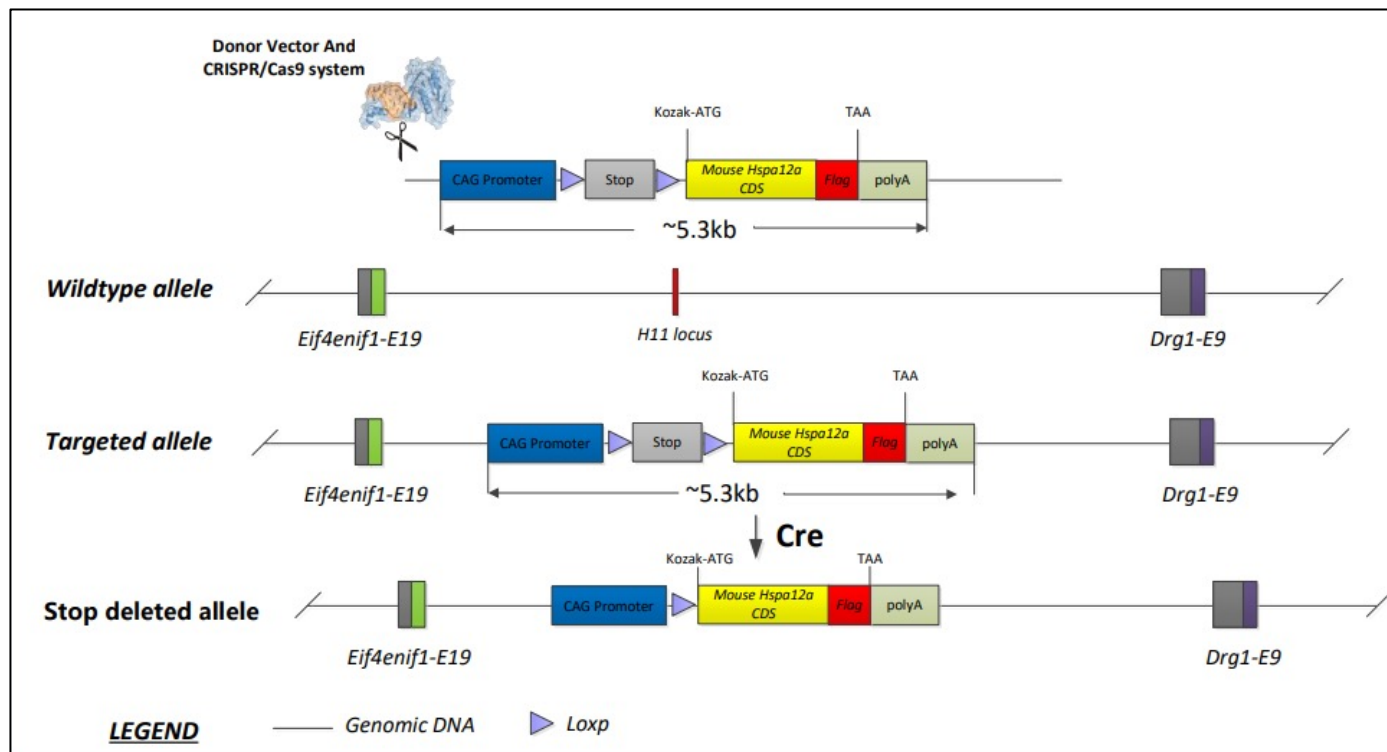 Donor Vector And
CRISPR/Cas9 system
Kozak-ATG
TAA
CAG Promoter
Stop
Mouse Hspa12a
CDS
Flag
polyA
~5.3kb
Wildtype allele
Eif4enif1-E19
H11 locus
Drg1-E9
Kozak-ATG
TAA
Targeted allele
CAG Promoter
Stop
Mouse Hspa12a
CDS
Flag
polyA
Eif4enif1-E19
~5.3kb
Drg1-E9
Cre
Kozak-ATG
TAA
Stop deleted allele
CAG Promoter
Mouse Hspa12a
CDS
Flag
polyA
Eif4enif1-E19
Drg1-E9
LEGEND
Genomic DNA
Loxp